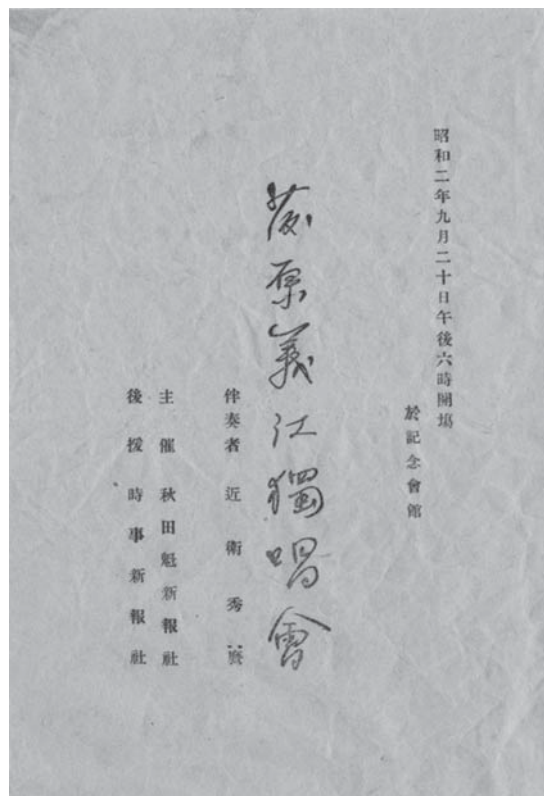 昭和二年九月二十日午後六時開場
於記念會館
藤原義江獨唱會
伴奏者 近衞秀麿
主催 秋田魁新報社
後援 時事新報社